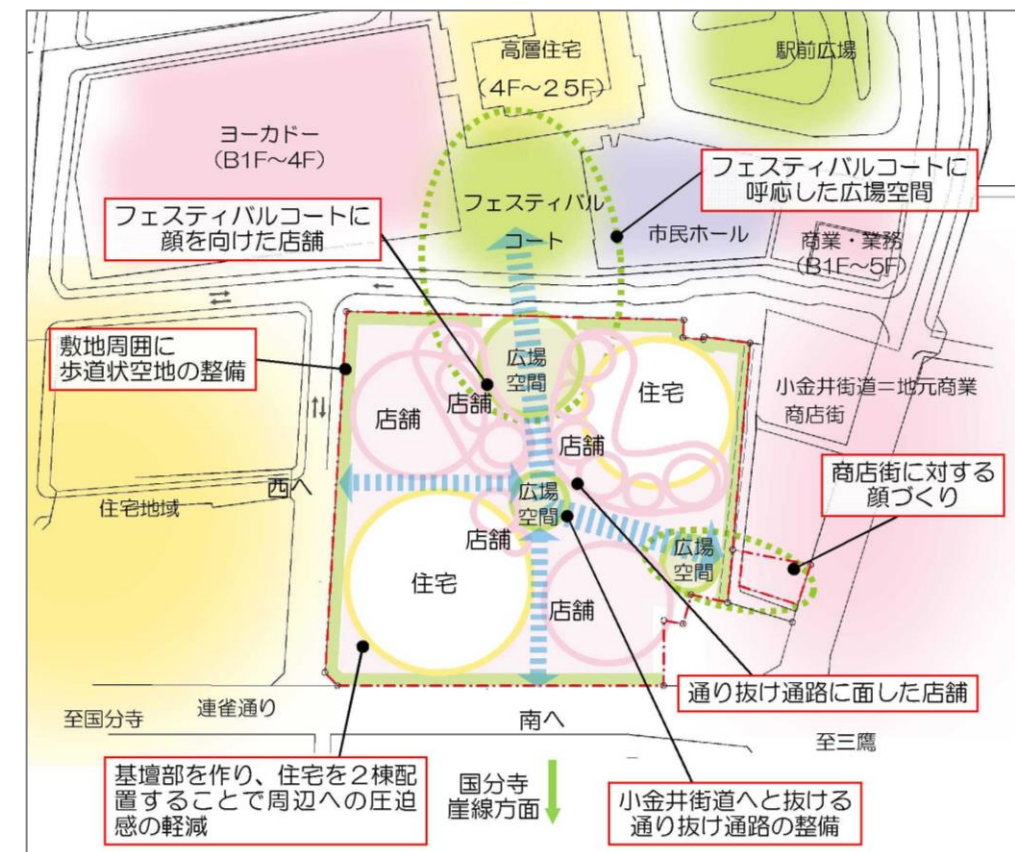 高層住宅
(4F～25F)
駅前広場
ヨーカドー
(B1F～4F)
フェスティバルコートに
呼応した広場空間
フェスティバルコートに
顔を向けた店舗
フェスティバル
コート
市民ホール
商業・業務
(B1F～5F)
敷地周囲に
歩道状空地の整備
広場
空間
住宅
小金井街道＝地元商業
商店街
店舗
店舗
店舗
商店街に対する
顔づくり
西へ
住宅地域
広場
空間
店舗
広場
空間
住宅
店舗
通り抜け通路に面した店舗
連雀通り
至国分寺
南へ
至三鷹
基壇部を作り、住宅を２棟配
置することで周辺への圧迫
感の軽減
国分寺
崖線方面
小金井街道へと抜ける
通り抜け通路の整備